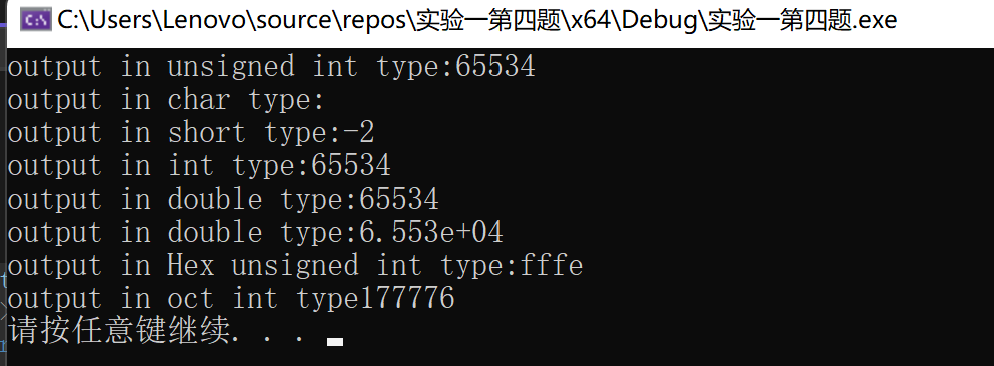 C:\Users\Lenovo\source\repos\实验一第四题\x64\Debug\实验一第四题.exe
output in unsigned int type:65534
output in char type:
output in short type:-2
output in int type:65534
output in double type:65534
output in double type:6.553e+04
output in Hex unsigned int type:fffe
output in oct int type177776
请按任意键继续. . .